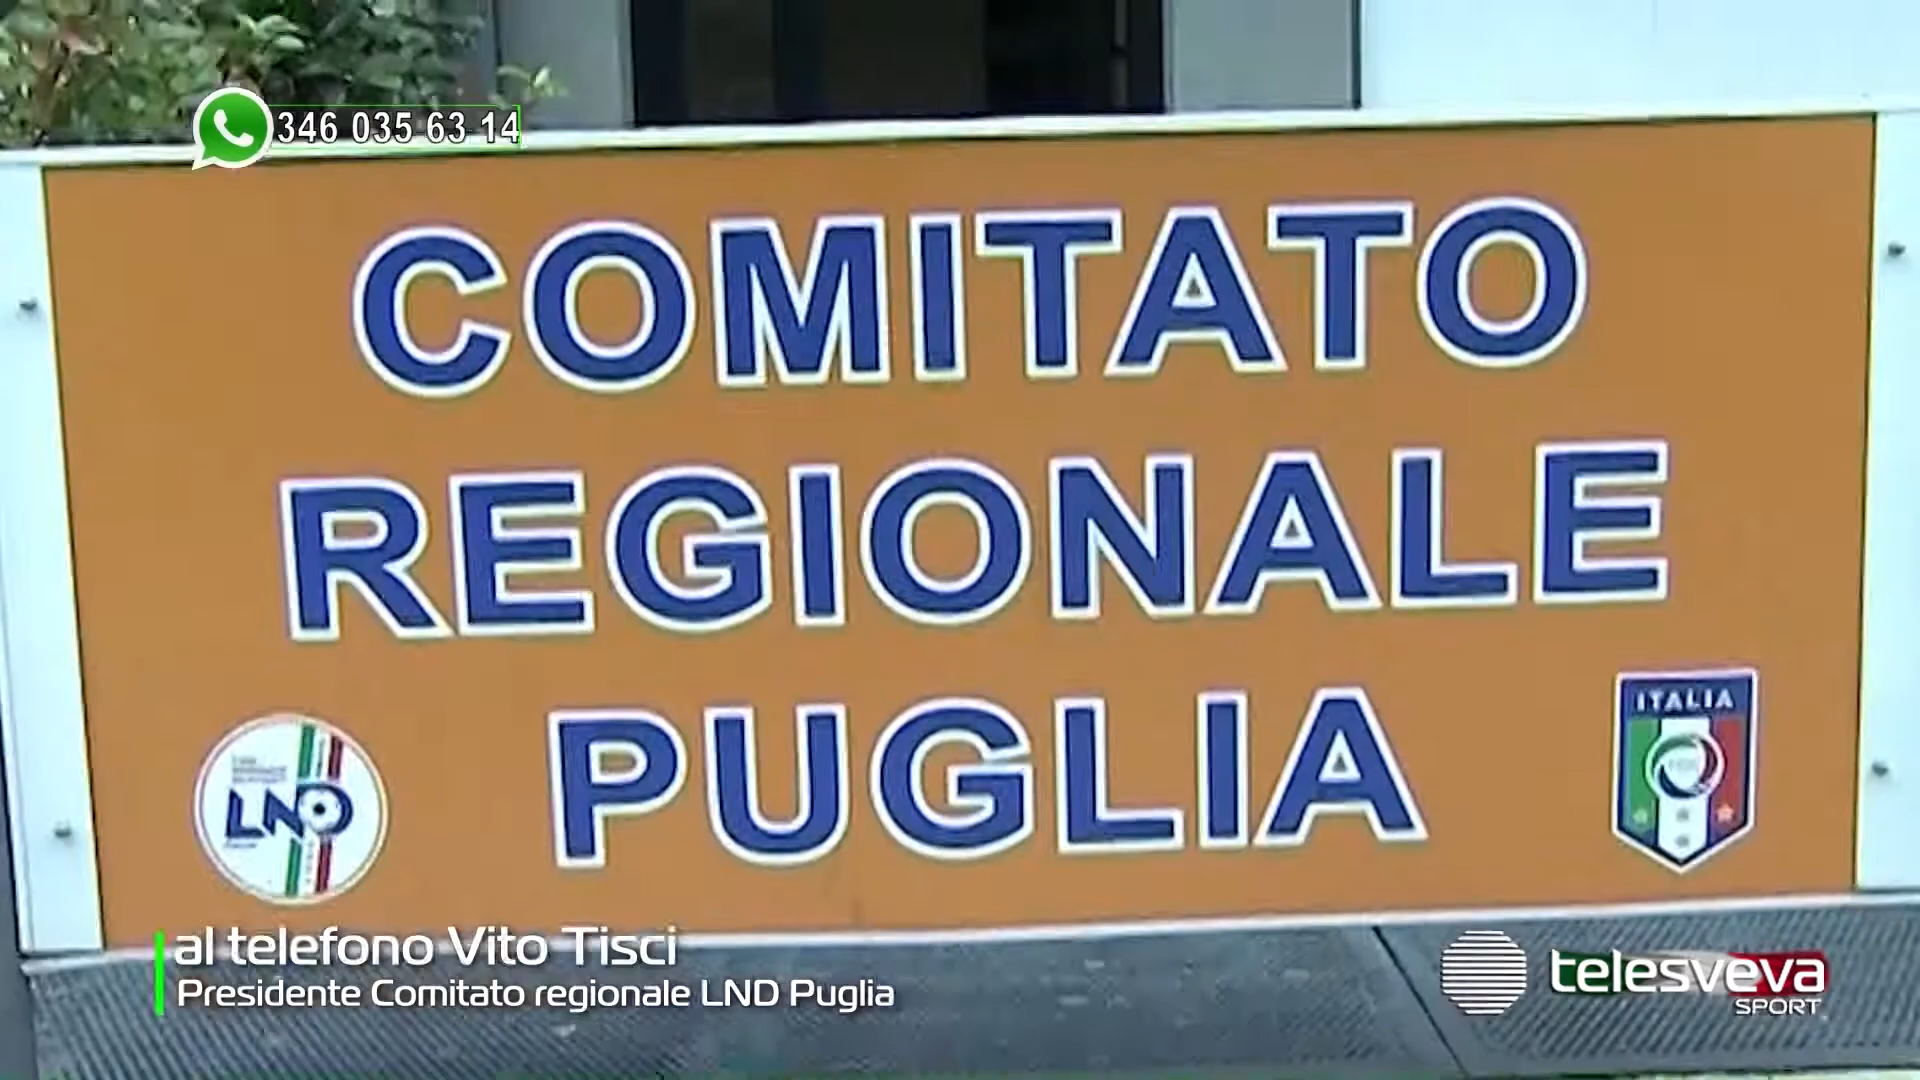 346 035 63 14
COMITATO
REGIONALE
PUGLIA
ITALIA
LND
al telefono Vito Tisci
Presidente Comitato regionale LND Puglia
telesveva
SPORT